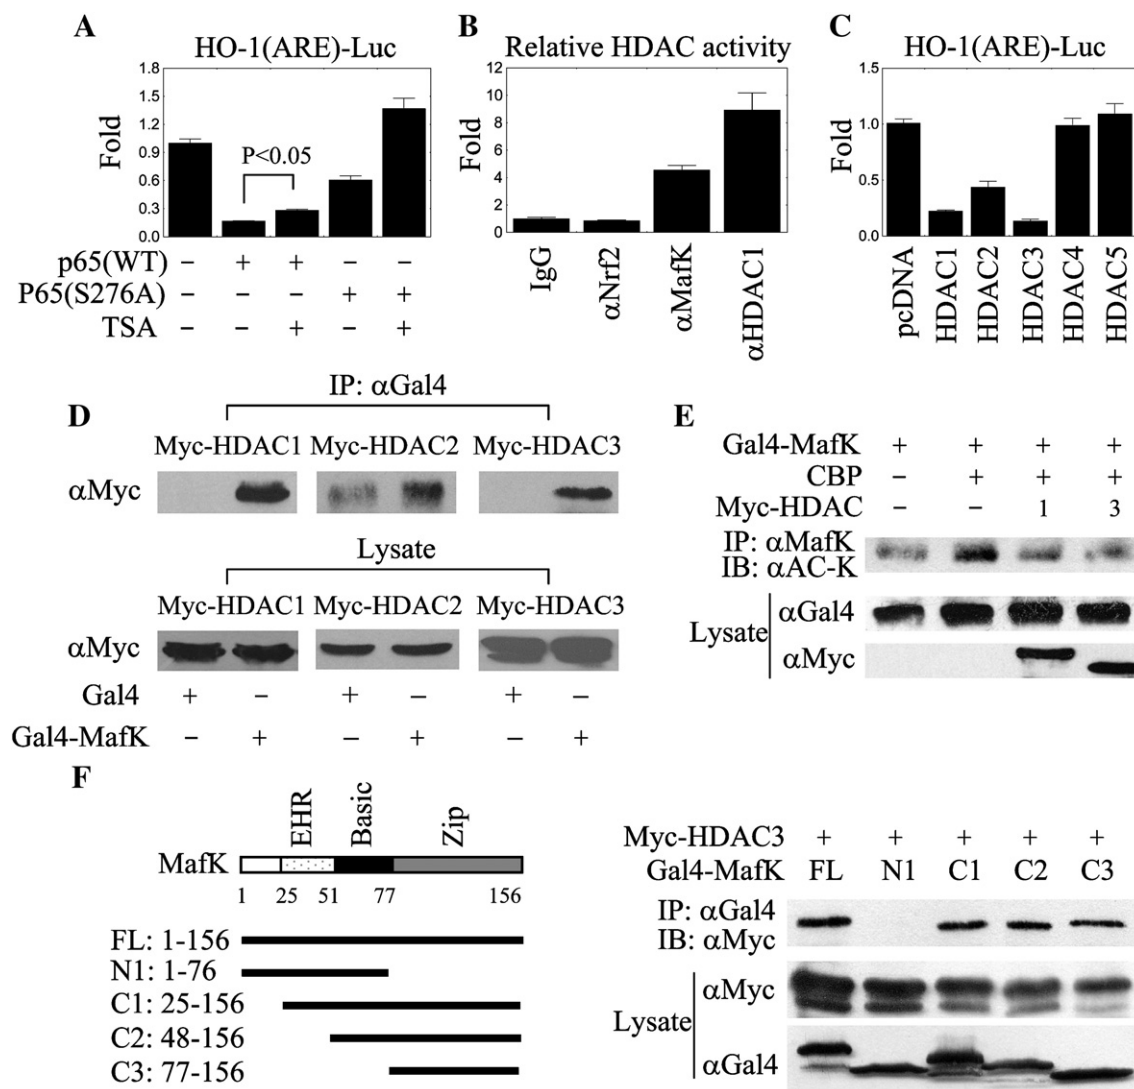 A
HO-1(ARE)-Luc
Fold
1.8
1.5
1.2
0.9
0.6
0.3
0.0
P<0.05
p65(WT) − + + − −
P65(S276A) − − − + +
TSA − − + − +
B
Relative HDAC activity
Fold
12
10
8
6
4
2
0
IgG
αNrf2
αMafK
αHDAC1
C
HO-1(ARE)-Luc
Fold
1.5
1.0
0.5
0.0
pcDNA
HDAC1
HDAC2
HDAC3
HDAC4
HDAC5
D
IP: αGal4
Myc-HDAC1 Myc-HDAC2 Myc-HDAC3
αMyc
Lysate
Myc-HDAC1 Myc-HDAC2 Myc-HDAC3
αMyc
Gal4 + − + − + −
Gal4-MafK − + − + − +
E
Gal4-MafK + + + +
CBP − + + +
Myc-HDAC − − 1 3
IP: αMafK
IB: αAC-K
Lysate
αGal4
αMyc
F
EHR
Basic
Zip
MafK
1 25 51 77 156
FL: 1-156
N1: 1-76
C1: 25-156
C2: 48-156
C3: 77-156
Myc-HDAC3 + + + + +
Gal4-MafK FL N1 C1 C2 C3
IP: αGal4
IB: αMyc
Lysate
αMyc
αGal4